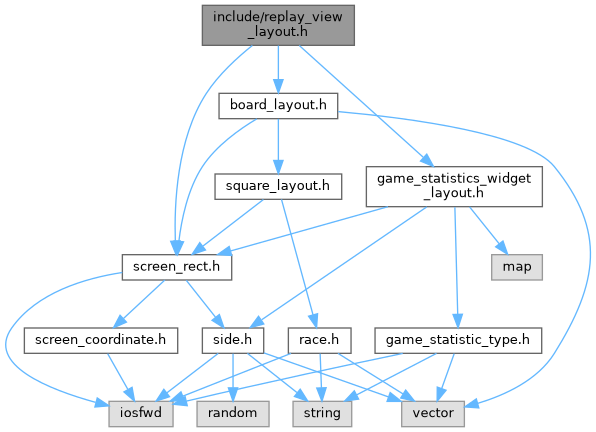 include/replay_view
_layout.h
board_layout.h
square_layout.h
game_statistics_widget
_layout.h
screen_rect.h
map
screen_coordinate.h
side.h
race.h
game_statistic_type.h
iosfwd
random
string
vector